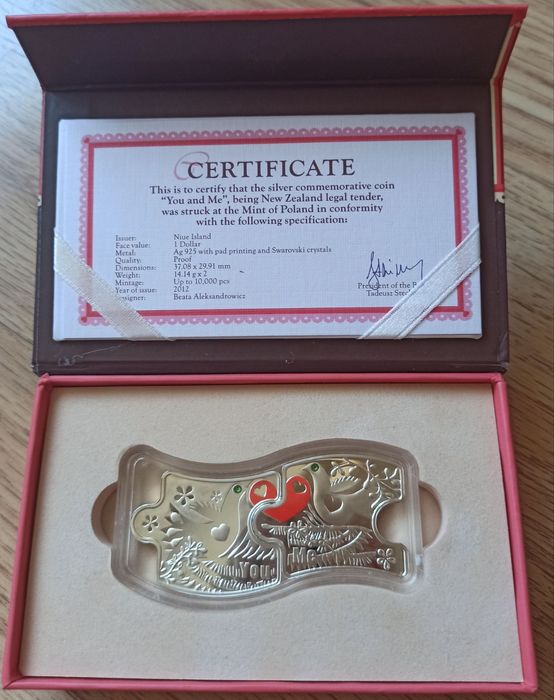 CERTIFICATE
This is to certify that the silver commemorative coin
"You and Me", being New Zealand legal tender,
was struck at the Mint of Poland in conformity
with the following specification:
Issuer: Niue Island
Face value: 1 Dollar
Metal: Ag 925 with pad printing and Swarovski crystals
Quality: Proof
Dimensions: 37.08 x 29.91 mm
Weight: 14.14 g x 2
Mintage: Up to 10,000 pcs
Year of issue: 2012
Designer: Beata Aleksandrowicz
President of the
Tadeusz
You
Me